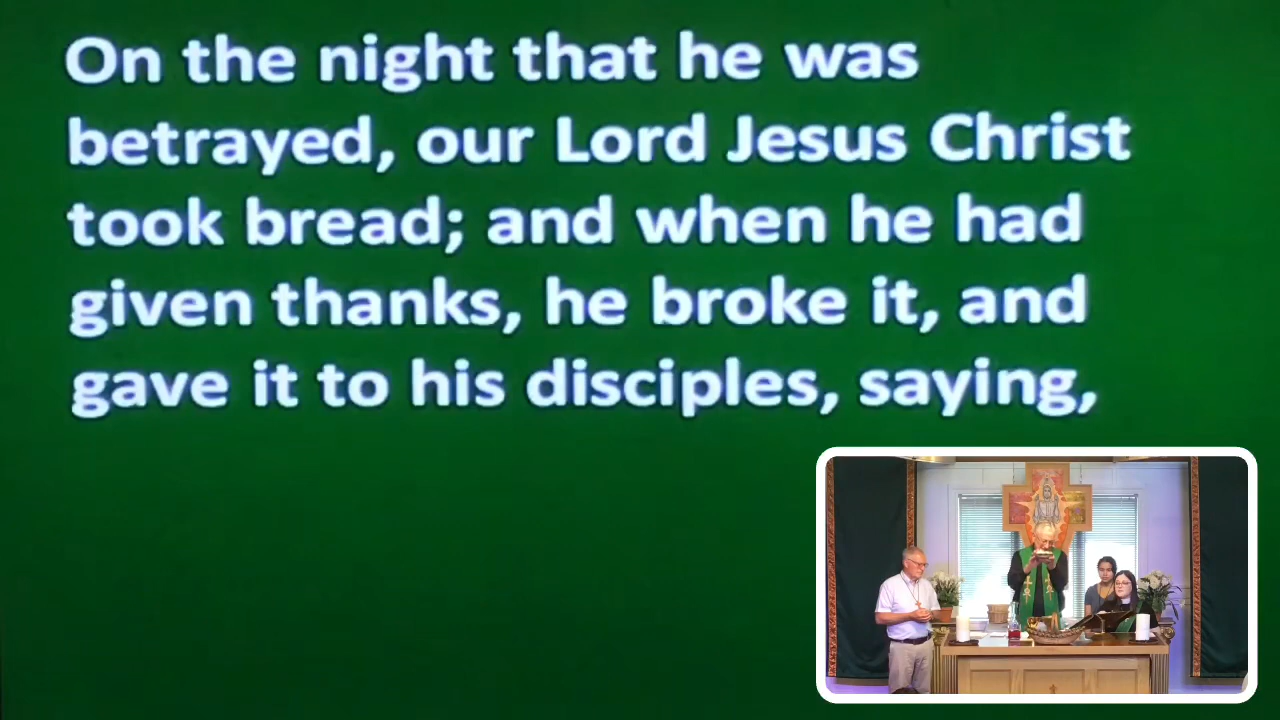 On the night that he was
betrayed, our Lord Jesus Christ
took bread; and when he had
given thanks, he broke it, and
gave it to his disciples, saying,